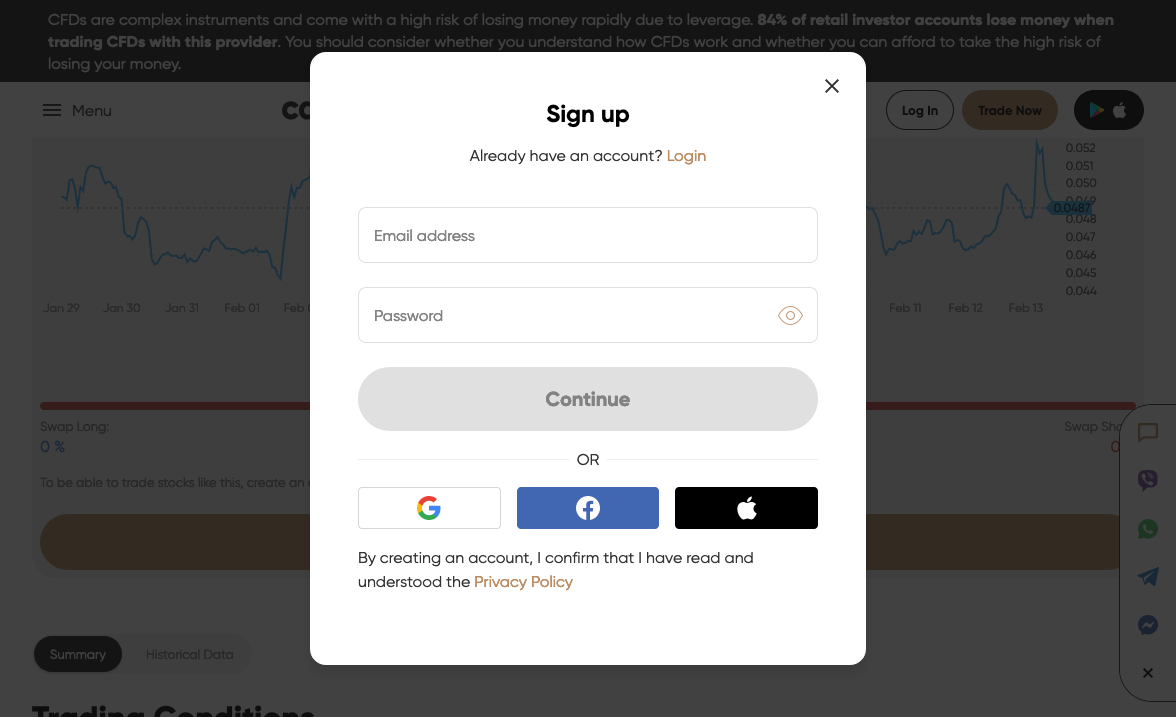 CFDs are complex instruments and come with a high risk of losing money rapidly due to leverage. 84% of retail investor accounts lose money when
trading CFDs with this provider. You should consider whether you understand how CFDs work and whether you can afford to take the high risk of
losing your money.
Menu
Log In
Trade Now
Sign up
Already have an account? Login
Email address
Password
Continue
OR
By creating an account, I confirm that I have read and
understood the Privacy Policy
0.052
0.051
0.050
0.049
0.0487
0.048
0.047
0.046
0.045
0.044
Jan 29 Jan 30 Jan 31 Feb 01 Feb Feb 11 Feb 12 Feb 13
Swap Long:
0 %
Swap
0
To be able to trade stocks like this, create an
Summary
Historical Data
Trading Conditions